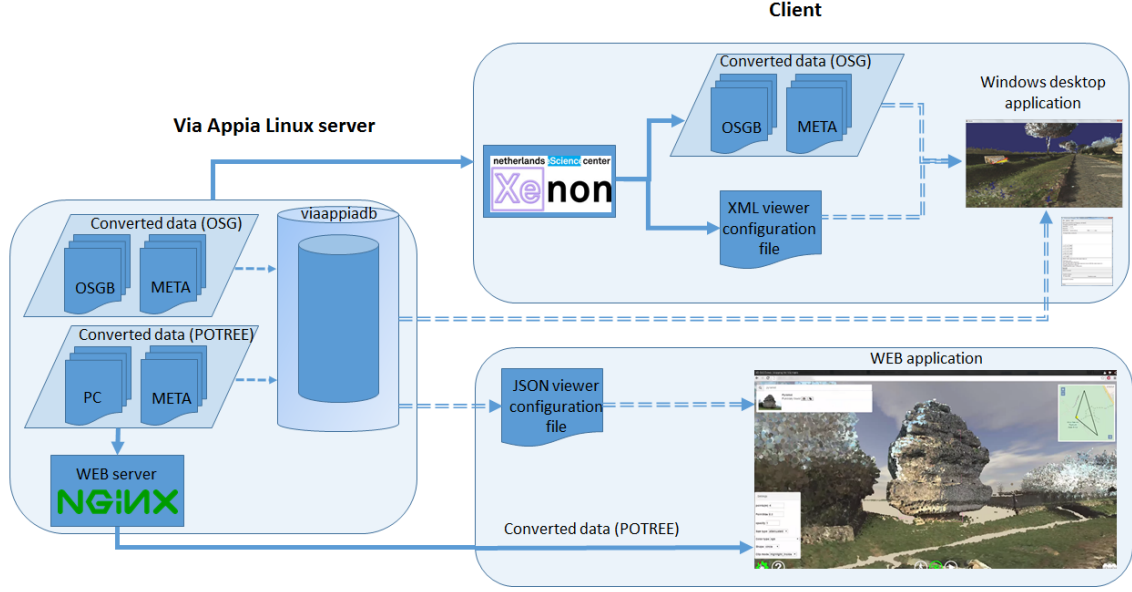 Client
Via Appia Linux server
Converted data (OSG)
OSGB
META
Windows desktop
application
netherlands eScience center
Xenon
XML viewer
configuration
file
viaappiadb
Converted data (OSG)
OSGB
META
Converted data (POTREE)
PC
META
WEB server
NGINX
WEB application
JSON viewer
configuration
file
Converted data (POTREE)